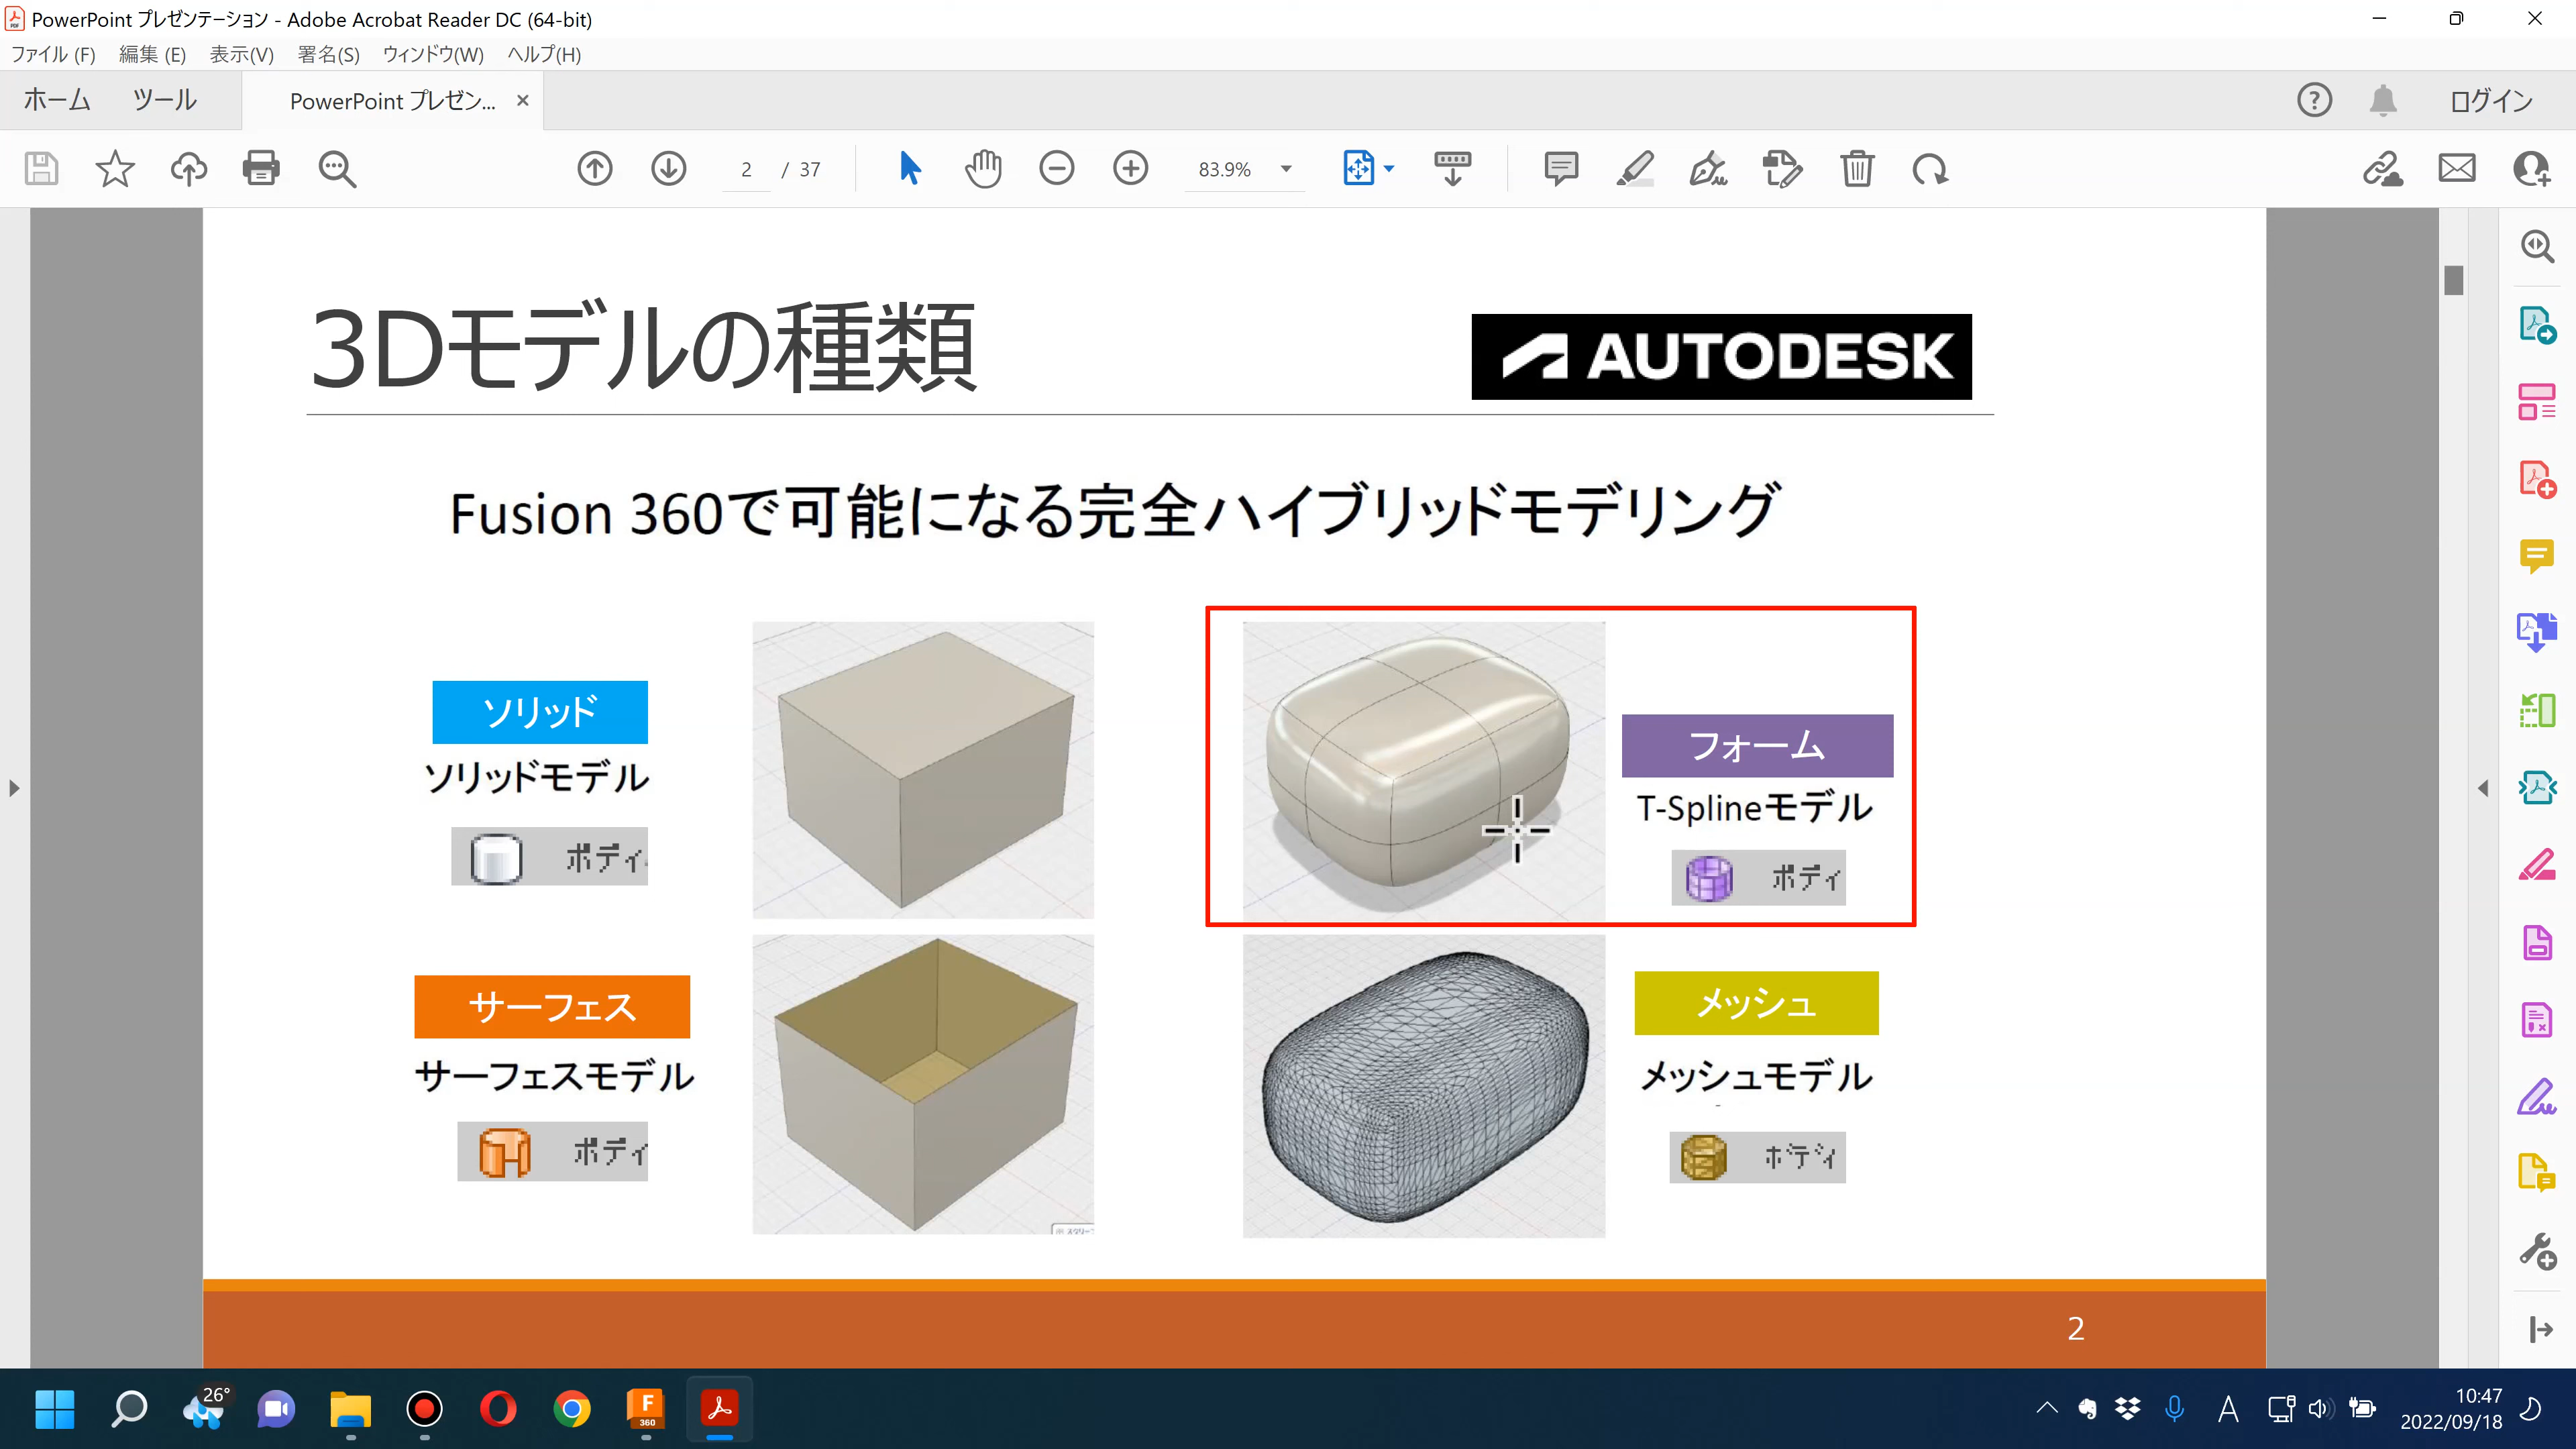 PowerPoint プレゼンテーション - Adobe Acrobat Reader DC (64-bit)
ファイル (F) 編集 (E) 表示(V) 署名(S) ウィンドウ(W) ヘルプ(H)
ホーム ツール PowerPoint プレゼン... × ログイン
2 / 37 83.9%
3Dモデルの種類
AUTODESK
Fusion 360で可能になる完全ハイブリッドモデリング
ソリッド
ソリッドモデル
ボディ
フォーム
T-Splineモデル
ボディ
サーフェス
サーフェスモデル
ボディ
メッシュ
メッシュモデル
ボディ
2
26°
F
360
A
10:47
2022/09/18